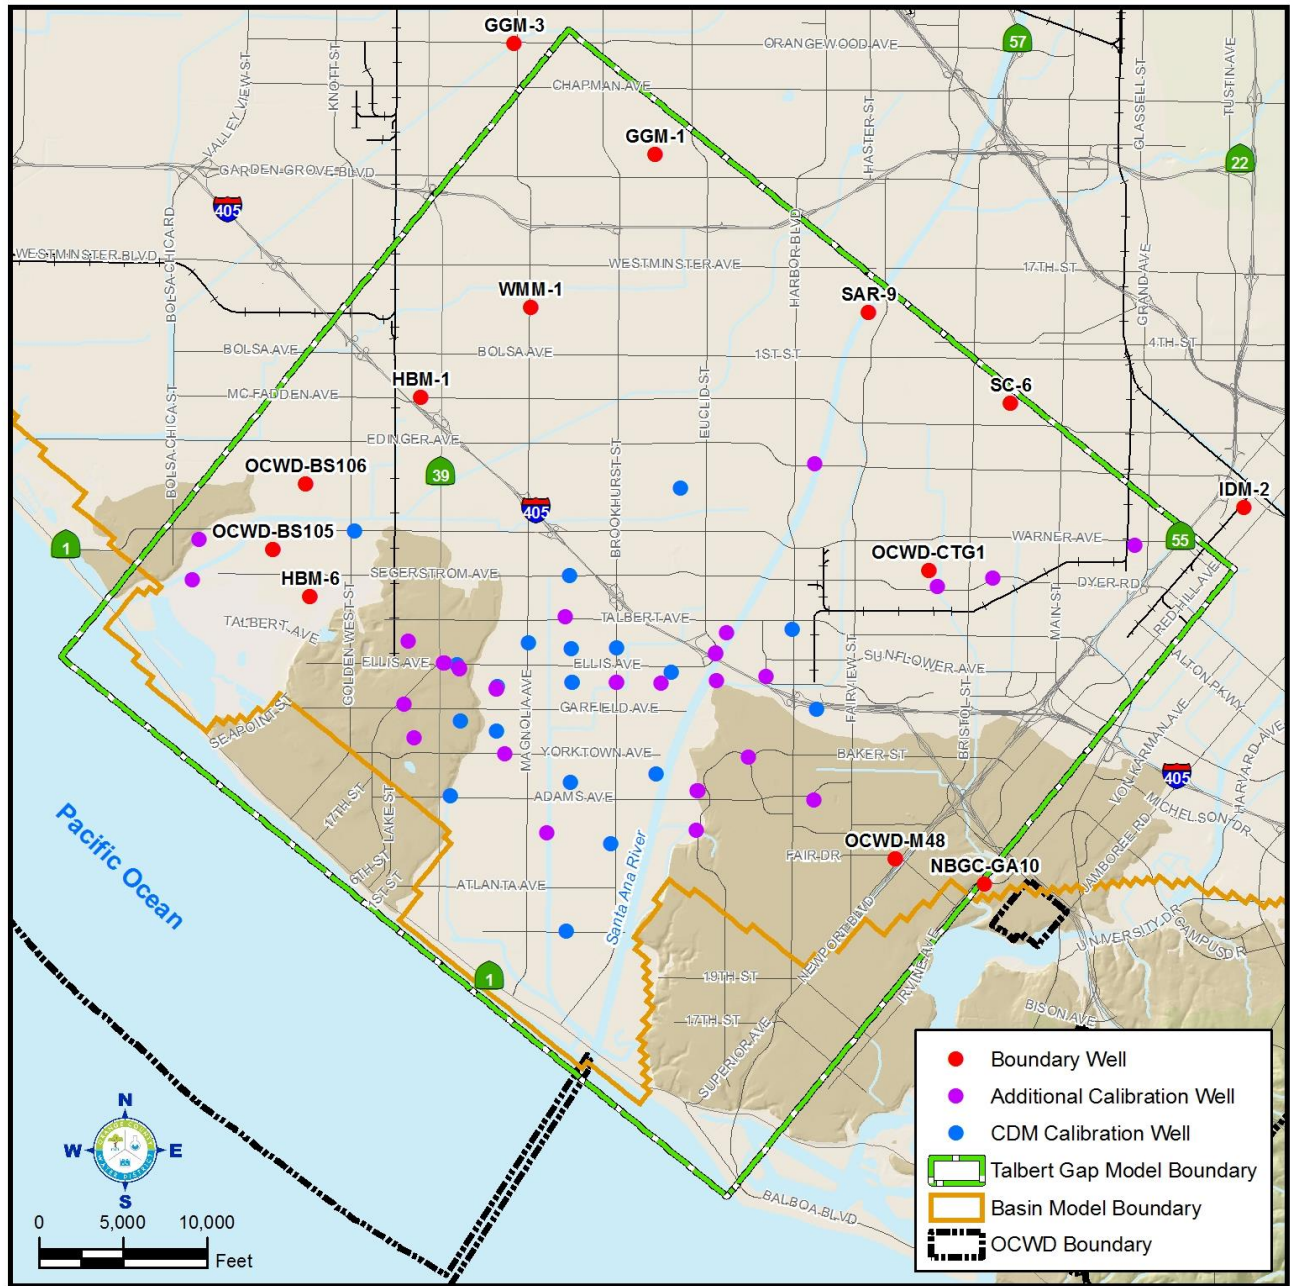 GGM-3
ORANGEWOOD AVE
57
KNOTT ST
VALLEY VIEW ST
CHAPMAN AVE
HASTER ST
GLASSELL ST
TUSTIN AVE
GGM-1
22
GARDEN GROVE BLVD
405
BOLSA CHICA RD
HARBOR BLVD
WESTMINSTER BLVD
WESTMINSTER AVE
17TH ST
GRAND AVE
WMM-1
SAR-9
BOLSA AVE
BOLSA AVE
1ST ST
4TH ST
HBM-1
SC-6
MC FADDEN AVE
EUCLID ST
BOLSA CHICA ST
EDINGER AVE
OCWD-BS106
39
BROOKHURST ST
IDM-2
405
1
OCWD-BS105
WARNER AVE
55
OCWD-CTG1
SEGERSTROM AVE
DYER RD
HBM-6
RED HILL AVE
MAIN ST
TALBERT AVE
TALBERT AVE
GOLDEN WEST ST
ELLIS AVE
ELLIS AVE
FAIRVIEW ST
SUNFLOWER AVE
ALTON PKWY
SEAPOINT ST
MAGNOLIA AVE
GARFIELD AVE
BRISTOL ST
VON KARMAN AVE
HARVARD AVE
YORKTOWN AVE
BAKER ST
405
17TH ST
LAKE ST
ADAMS AVE
MICHELSON DR
Pacific Ocean
6TH ST
1ST ST
ATLANTA AVE
FAIR DR
OCWD-M48
NBGC-GA10
JAMBOREE RD
Santa Ana River
NEWPORT BLVD
IRVINE AVE
UNIVERSITY DR
CAMPUS DR
1
19TH ST
17TH ST
SUPERIOR AVE
BISON AVE
BALBOA BLVD
Boundary Well
Additional Calibration Well
CDM Calibration Well
Talbert Gap Model Boundary
Basin Model Boundary
OCWD Boundary
N
W E
S
ORANGE COUNTY
WATER DISTRICT
0 5,000 10,000
Feet